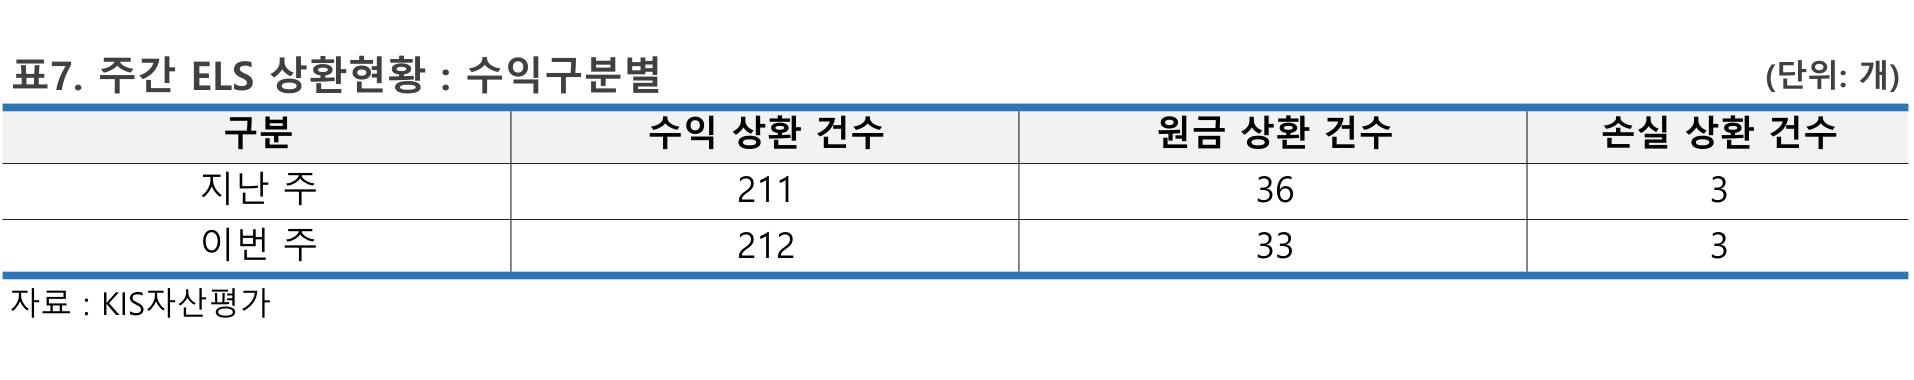 표7. 주간 ELS 상환현황 : 수익구분별 (단위: 개)
구분 수익 상환 건수 원금 상환 건수 손실 상환 건수
지난 주 211 36 3
이번 주 212 33 3
자료 : KIS자산평가